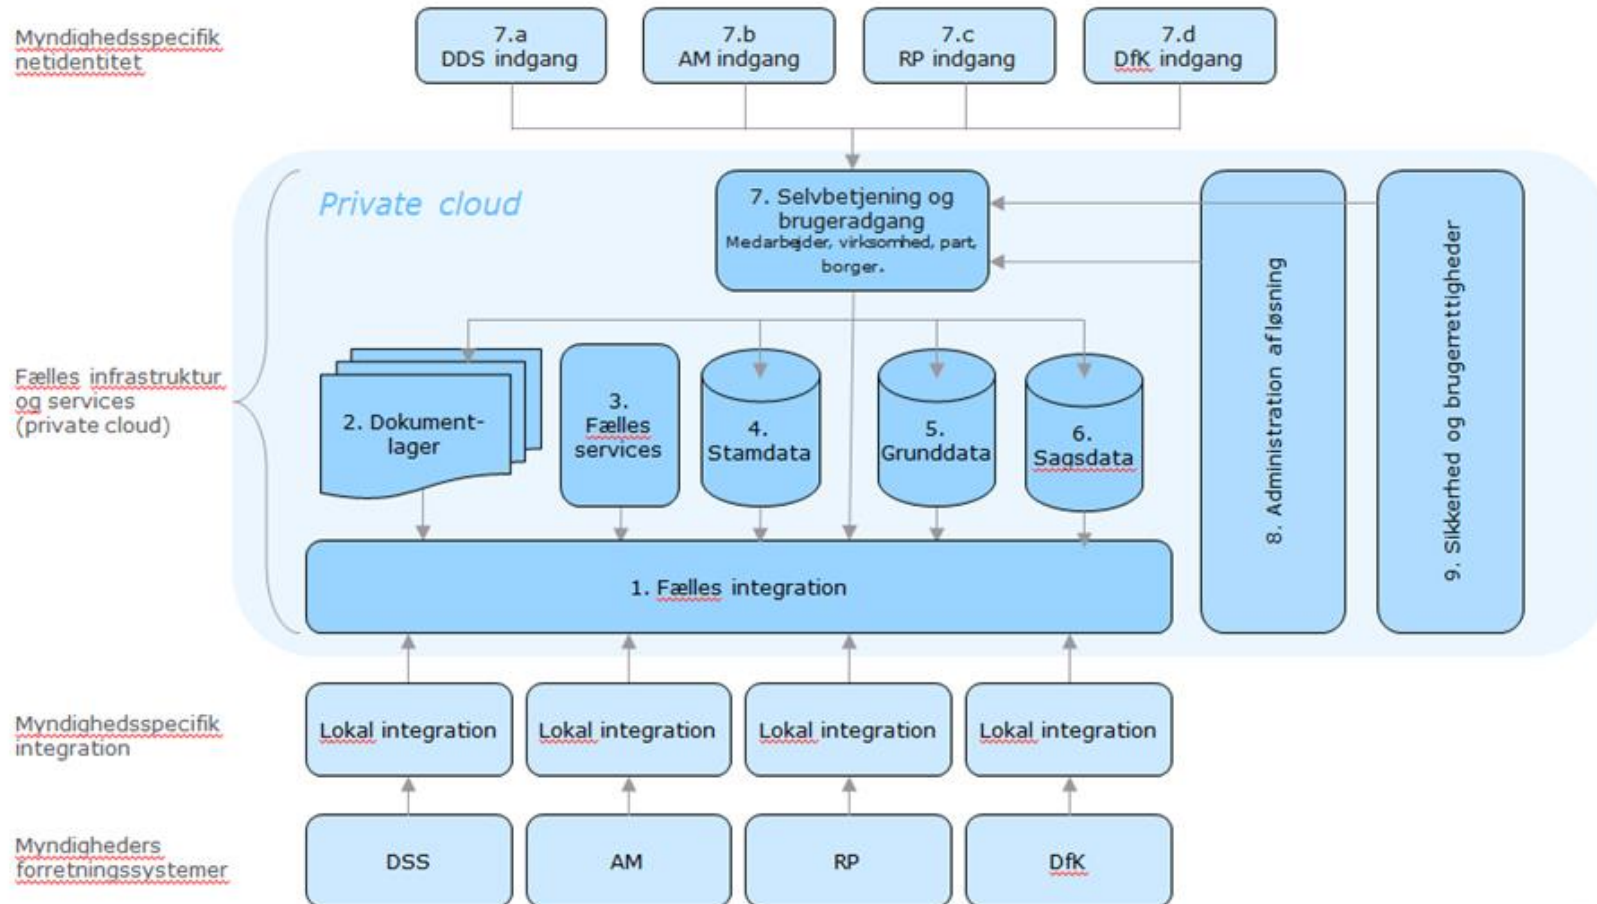 Myndighedsspecifik
netidentitet
7.a
DDS indgang
7.b
AM indgang
7.c
RP indgang
7.d
DfK indgang
Private cloud
7. Selvbetjening og
brugeradgang
Medarbejder, virksomhed, part,
borger.
8. Administration af løsning
9. Sikkerhed og brugerrettigheder
Fælles infrastruktur
og services
(private cloud)
2. Dokument-
lager
3.
Fælles
services
4.
Stamdata
5.
Grunddata
6.
Sagsdata
1. Fælles integration
Myndighedsspecifik
integration
Lokal integration
Lokal integration
Lokal integration
Lokal integration
Myndigheders
forretningssystemer
DSS
AM
RP
DfK